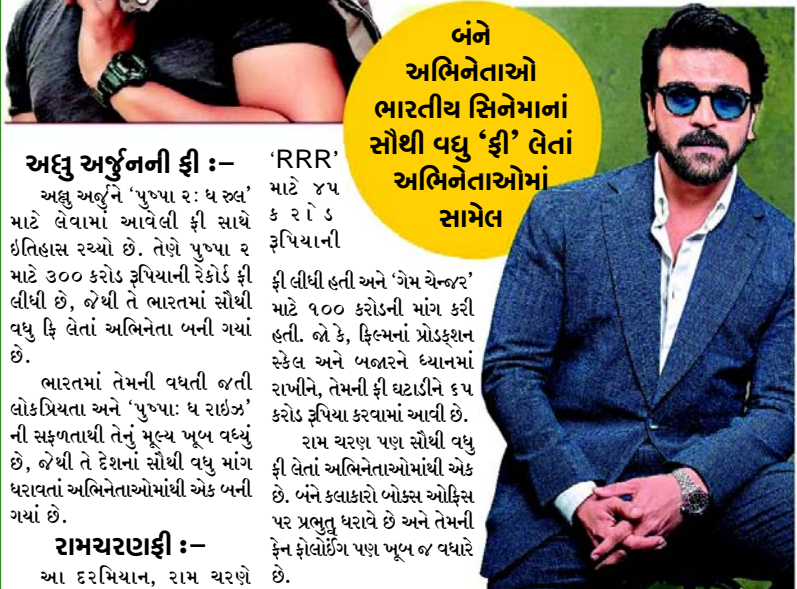 બંને
અભિનેતાઓ
ભારતીય સિનેમાનાં
સૌથી વધુ ‘ફી’ લેતાં
અભિનેતાઓમાં
સામેલ
અલ્લુ અર્જુનની ફી :–
અલ્લુ અર્જુને ‘પુષ્પા ૨: ધ રુલ’
માટે લેવામાં આવેલી ફી સાથે
ઇતિહાસ રચ્યો છે. તેણે પુષ્પા ૨
માટે ૩૦૦ કરોડ રૂપિયાની રેકોર્ડ ફી
લીધી છે, જેથી તે ભારતમાં સૌથી
વધુ ફિ લેતાં અભિનેતા બની ગયાં
છે.
ભારતમાં તેમની વધતી જતી
લોકપ્રિયતા અને ‘પુષ્પા: ધ રાઇઝ’
ની સફળતાથી તેનું મૂલ્ય ખૂબ વધ્યું
છે, જેથી તે દેશનાં સૌથી વધુ માંગ
ધરાવતાં અભિનેતાઓમાંથી એક બની
ગયાં છે.
રામચરણફી :–
આ દરમિયાન, રામ ચરણે
‘RRR’
માટે ૪૫
કરોડ
રૂપિયાની
ફી લીધી હતી અને ‘ગેમ ચેન્જર’
માટે ૧૦૦ કરોડની માંગ કરી
હતી. જો કે, ફિલ્મનાં પ્રોડક્શન
સ્કેલ અને બજારને ધ્યાનમાં
રાખીને, તેમની ફી ઘટાડીને ૬૫
કરોડ રૂપિયા કરવામાં આવી છે.
રામ ચરણ પણ સૌથી વધુ
ફી લેતાં અભિનેતાઓમાંથી એક
છે. બંને કલાકારો બોક્સ ઓફિસ
પર પ્રભુત્વ ધરાવે છે અને તેમની
ફેન ફોલોઈંગ પણ ખૂબ જ વધારે
છે.